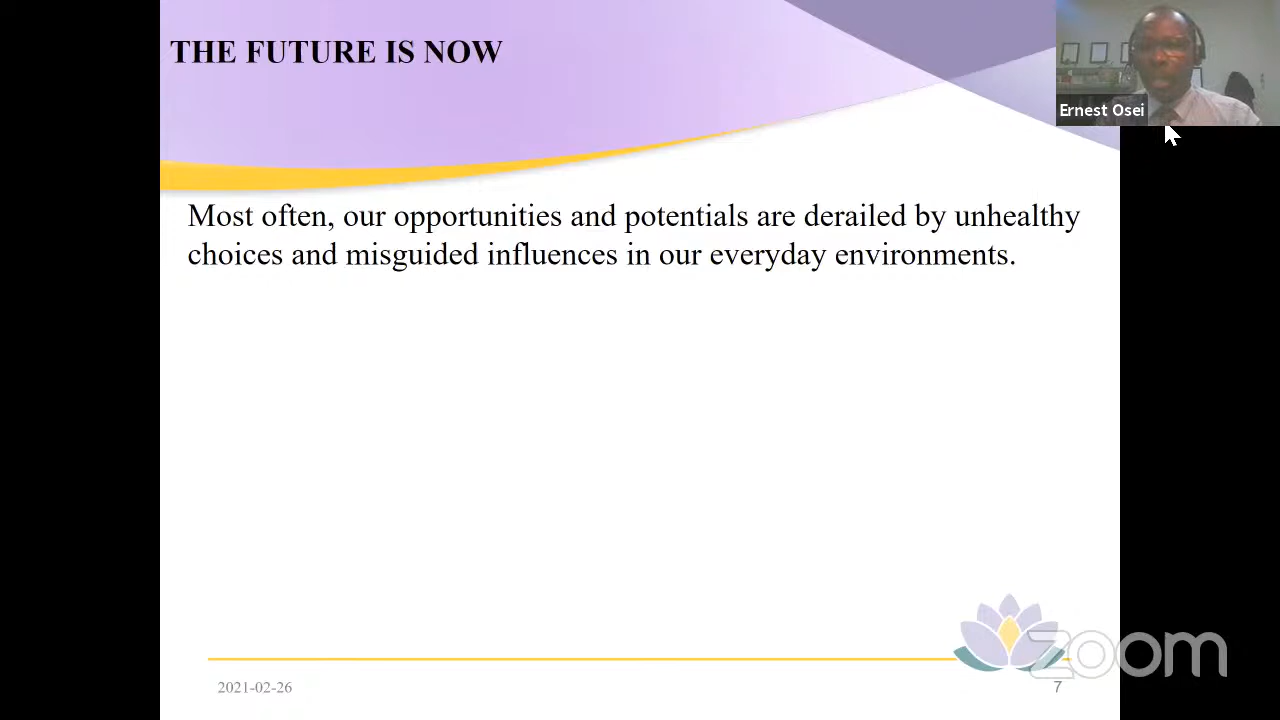 THE FUTURE IS NOW
Ernest Osei
Most often, our opportunities and potentials are derailed by unhealthy
choices and misguided influences in our everyday environments.
zoom
2021-02-26
7